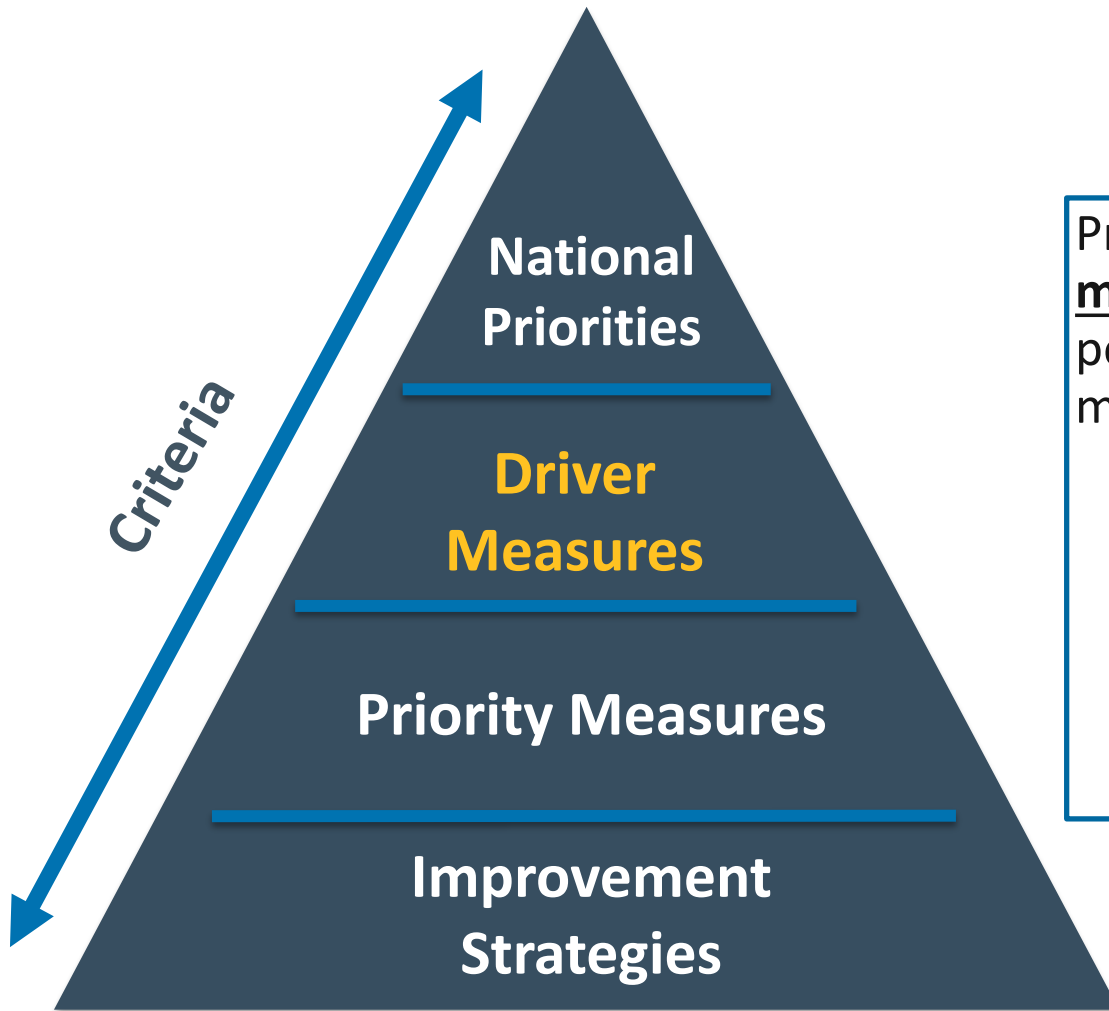 National
Priorities
Criteria
Driver
Measures
Priority Measures
Improvement
Strategies